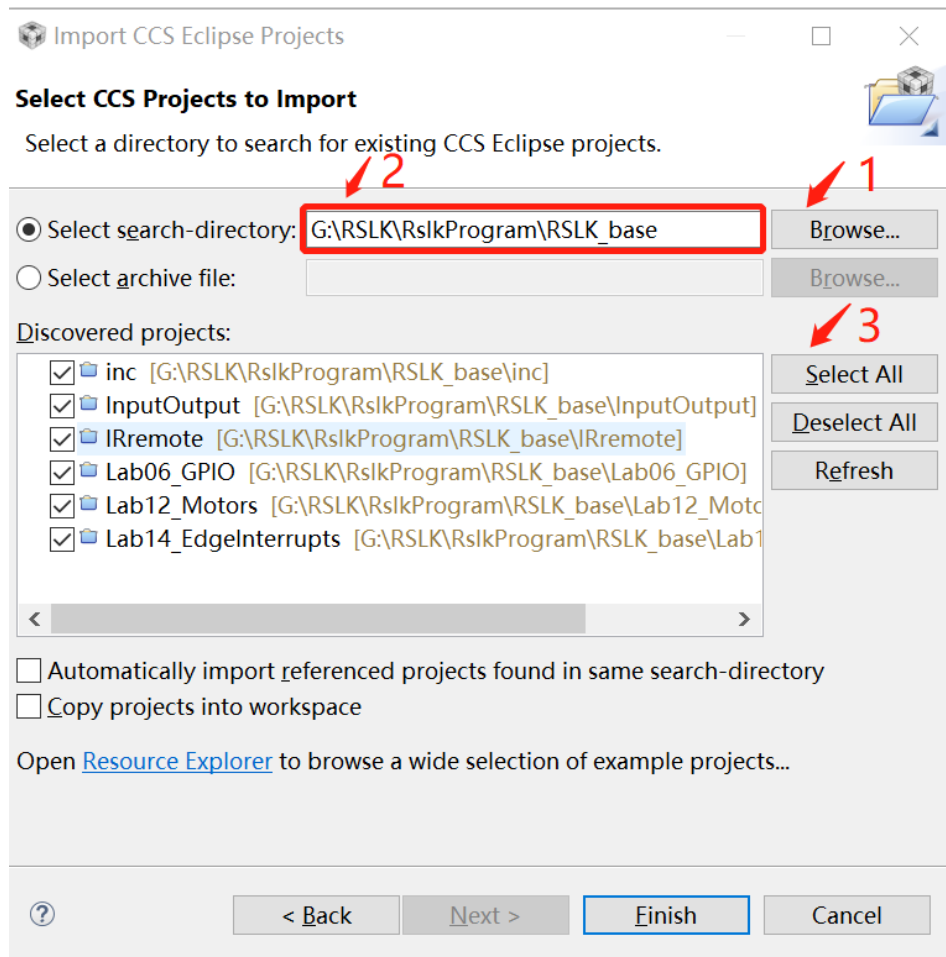 Import CCS Eclipse Projects
Select CCS Projects to Import
Select a directory to search for existing CCS Eclipse projects.
2
1
Select search-directory: G:\RSLK\RslkProgram\RSLK_base Browse...
Select archive file: Browse...
3
Discovered projects:
inc [G:\RSLK\RslkProgram\RSLK_base\inc] Select All
InputOutput [G:\RSLK\RslkProgram\RSLK_base\InputOutput] Deselect All
IRremote [G:\RSLK\RslkProgram\RSLK_base\IRremote]
Lab06_GPIO [G:\RSLK\RslkProgram\RSLK_base\Lab06_GPIO] Refresh
Lab12_Motors [G:\RSLK\RslkProgram\RSLK_base\Lab12_Motc
Lab14_EdgeInterrupts [G:\RSLK\RslkProgram\RSLK_base\Lab1
Automatically import referenced projects found in same search-directory
Copy projects into workspace
Open Resource Explorer to browse a wide selection of example projects...
? < Back Next > Finish Cancel